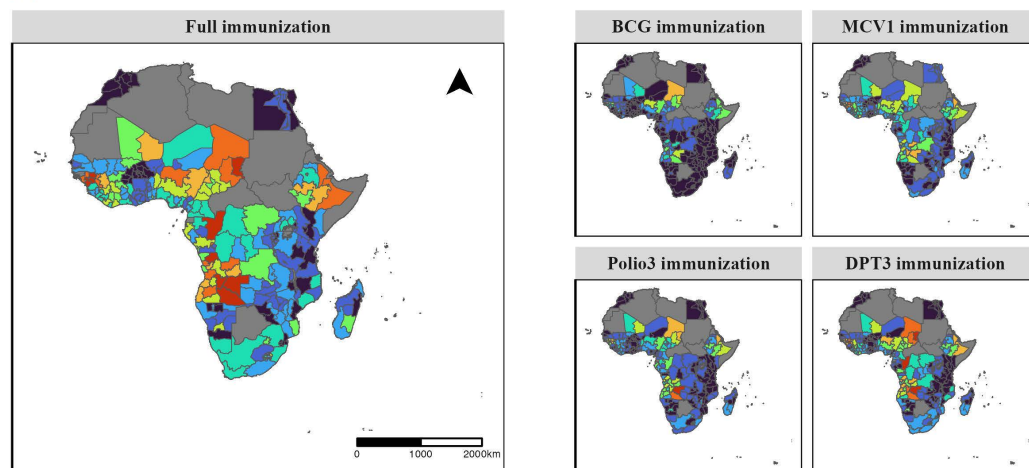 Full immunization
BCG immunization
MCV1 immunization
Polio3 immunization
DPT3 immunization
0 1000 2000km